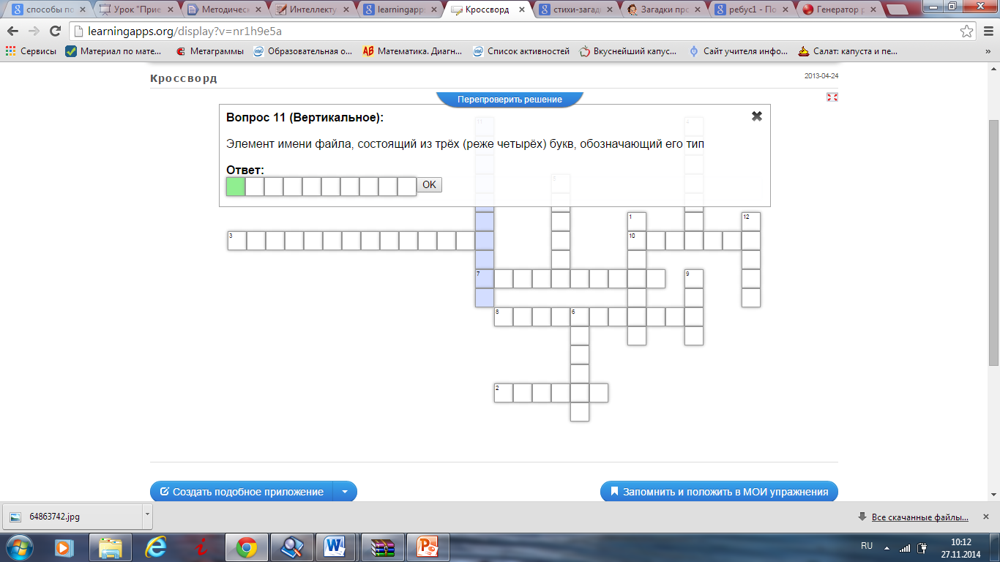 способы по
Урок "Прие
Методическ
Интеллекту
learningapps
Кроссворд
стихи-загад
Загадки про
ребус1 - По
Генератор р
learningapps.org/display?v=nr1h9e5a
Сервисы
Материал по мате...
Метаграммы
Образовательная о...
Математика. Диагн...
Список активностей
Вкуснейший капус...
Сайт учителя инфо...
Салат: капуста и пе...
»
Кроссворд
2013-04-24
Перепроверить решение
Вопрос 11 (Вертикальное):
Элемент имени файла, состоящий из трёх (реже четырёх) букв, обозначающий его тип
Ответ:
OK
11
1
12
3
10
7
9
8
6
2
Создать подобное приложение
Запомнить и положить в МОИ упражнения
64863742.jpg
Все скачанные файлы...
RU
10:12
27.11.2014